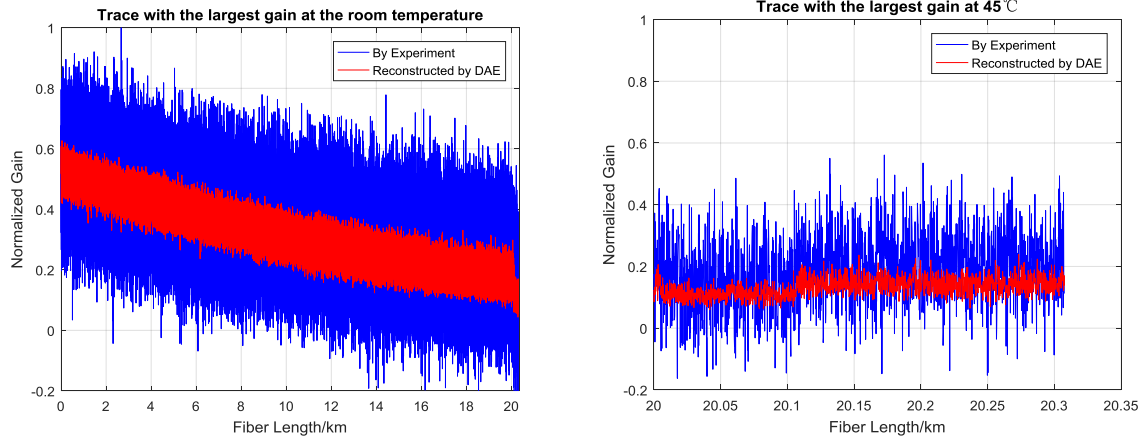 Trace with the largest gain at the room temperature
By Experiment
Reconstructed by DAE
Normalized Gain
1
0.8
0.6
0.4
0.2
0
-0.2
0 2 4 6 8 10 12 14 16 18 20
Fiber Length/km
Trace with the largest gain at 45℃
By Experiment
Reconstructed by DAE
Normalized Gain
1
0.8
0.6
0.4
0.2
0
-0.2
20 20.05 20.1 20.15 20.2 20.25 20.3 20.35
Fiber Length/km